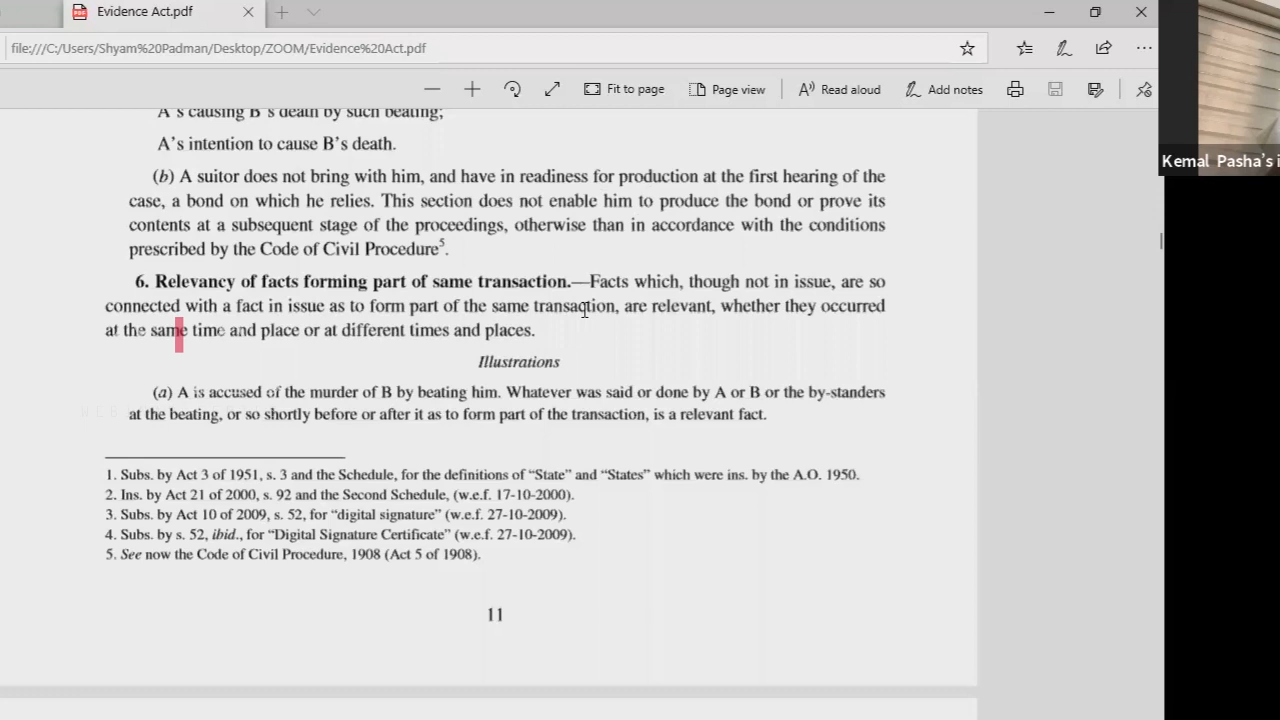 Evidence Act.pdf
file:///C:/Users/Shyam%20Padman/Desktop/ZOOM/Evidence%20Act.pdf
Fit to page
Page view
Read aloud
Add notes
A's causing B's death by such beating;
A's intention to cause B's death.
(b) A suitor does not bring with him, and have in readiness for production at the first hearing of the
case, a bond on which he relies. This section does not enable him to produce the bond or prove its
contents at a subsequent stage of the proceedings, otherwise than in accordance with the conditions
prescribed by the Code of Civil Procedure5.
6. Relevancy of facts forming part of same transaction.—Facts which, though not in issue, are so
connected with a fact in issue as to form part of the same transaction, are relevant, whether they occurred
at the same time and place or at different times and places.
Illustrations
(a) A is accused of the murder of B by beating him. Whatever was said or done by A or B or the by-standers
at the beating, or so shortly before or after it as to form part of the transaction, is a relevant fact.
1. Subs. by Act 3 of 1951, s. 3 and the Schedule, for the definitions of “State” and “States” which were ins. by the A.O. 1950.
2. Ins. by Act 21 of 2000, s. 92 and the Second Schedule, (w.e.f. 17-10-2000).
3. Subs. by Act 10 of 2009, s. 52, for “digital signature” (w.e.f. 27-10-2009).
4. Subs. by s. 52, ibid., for “Digital Signature Certificate” (w.e.f. 27-10-2009).
5. See now the Code of Civil Procedure, 1908 (Act 5 of 1908).
11
Kemal Pasha's i